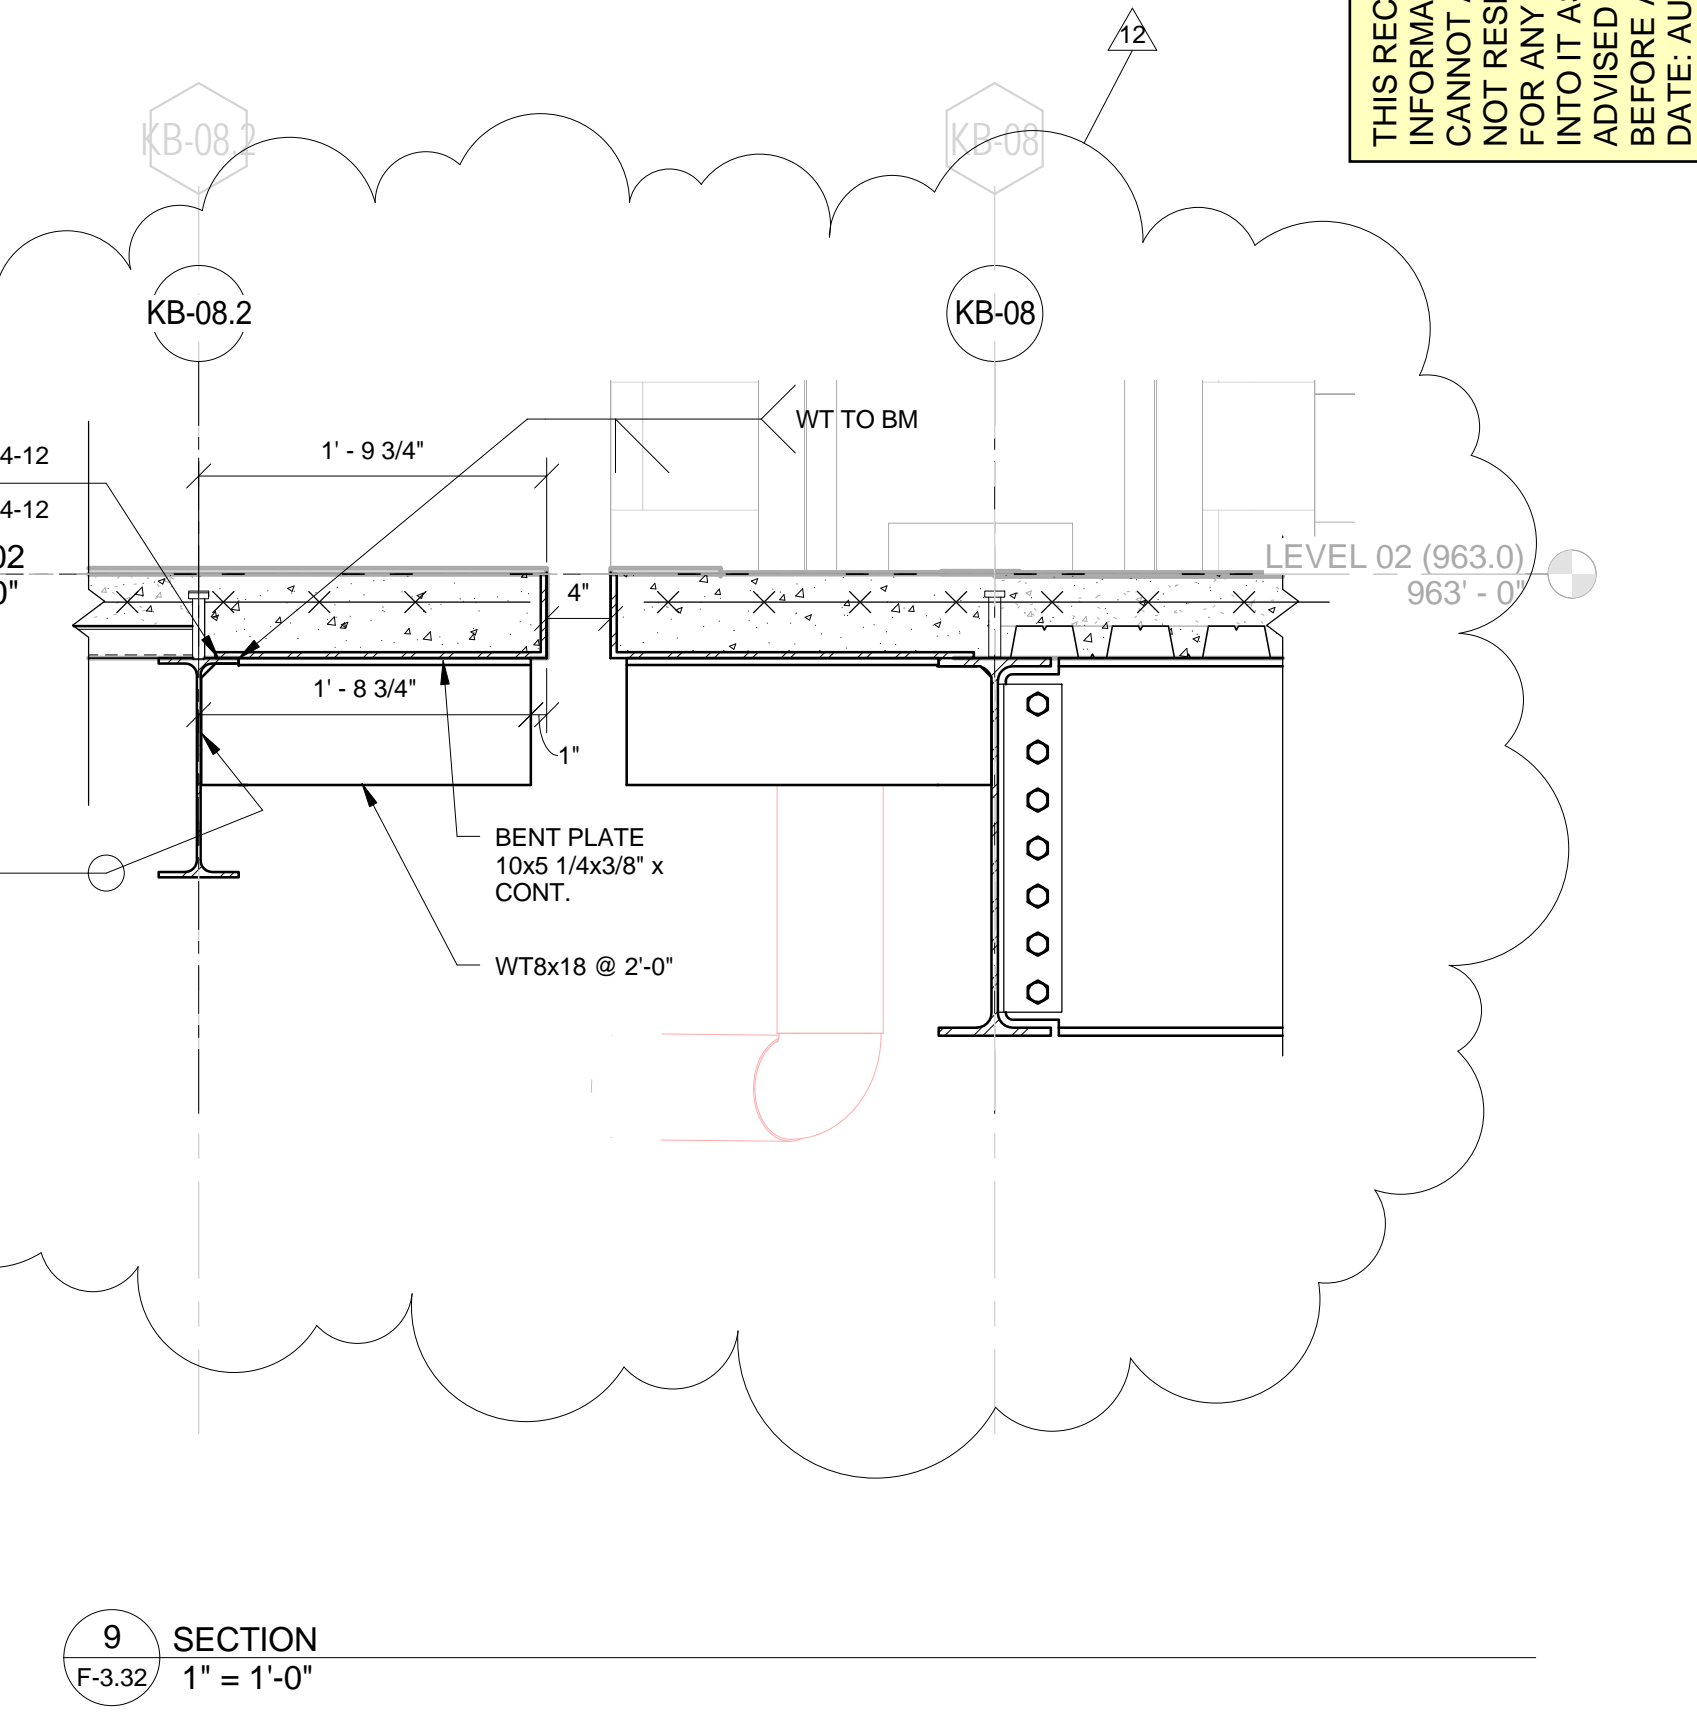 12
KB-08.2
KB-08
KB-08.2
KB-08
WT TO BM
1' - 9 3/4"
4-12
4-12
02
0"
4"
LEVEL 02 (963.0)
963' - 0"
1' - 8 3/4"
1"
BENT PLATE
10x5 1/4x3/8" x
CONT.
WT8x18 @ 2'-0"
9
F-3.32
SECTION
1" = 1'-0"
THIS REC
INFORMA
CANNOT A
NOT RES
FOR ANY
INTO IT AS
ADVISED
BEFORE A
DATE: AU